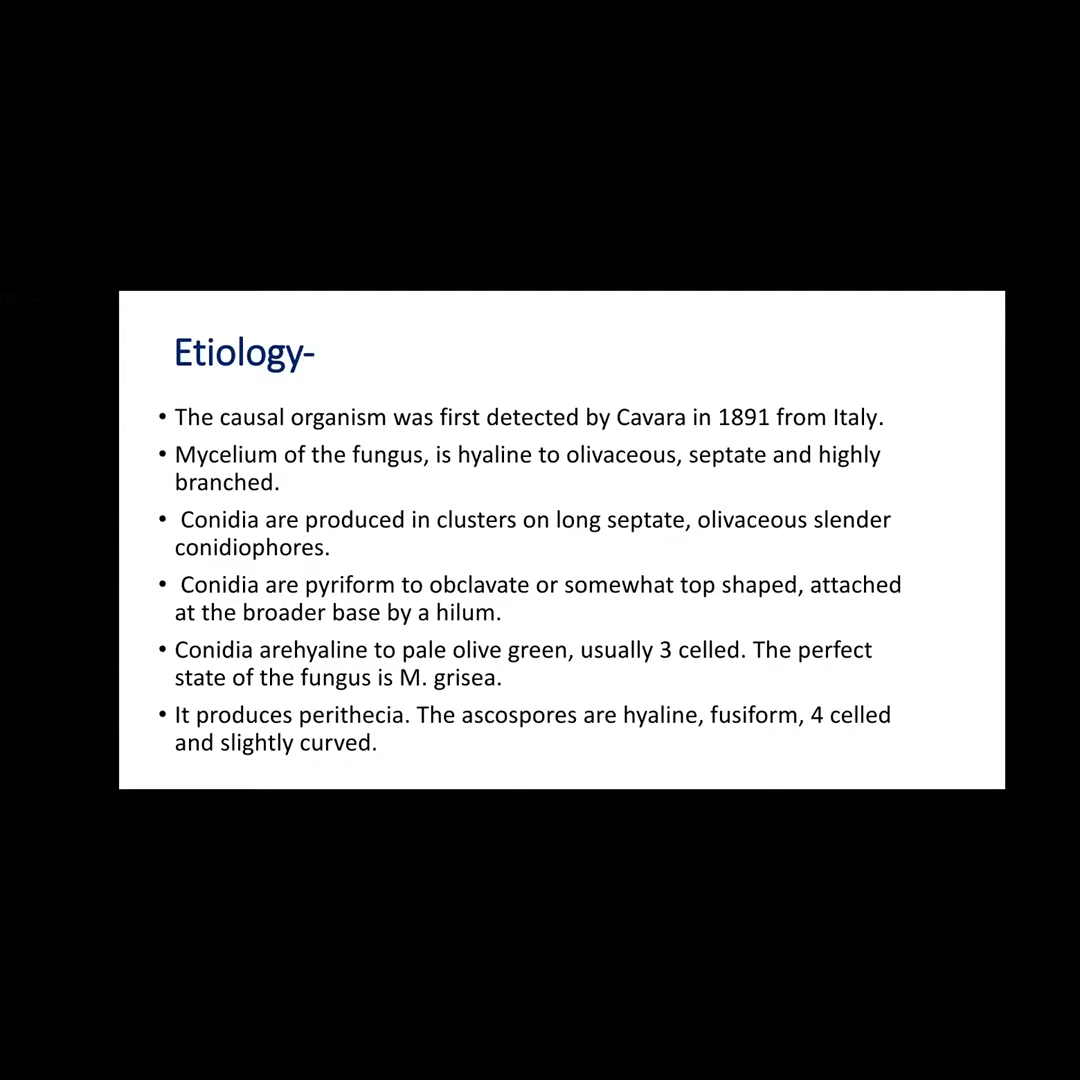 Etiology-
• The causal organism was first detected by Cavara in 1891 from Italy.
• Mycelium of the fungus, is hyaline to olivaceous, septate and highly
branched.
• Conidia are produced in clusters on long septate, olivaceous slender
conidiophores.
• Conidia are pyriform to obclavate or somewhat top shaped, attached
at the broader base by a hilum.
• Conidia arehyaline to pale olive green, usually 3 celled. The perfect
state of the fungus is M. grisea.
• It produces perithecia. The ascospores are hyaline, fusiform, 4 celled
and slightly curved.